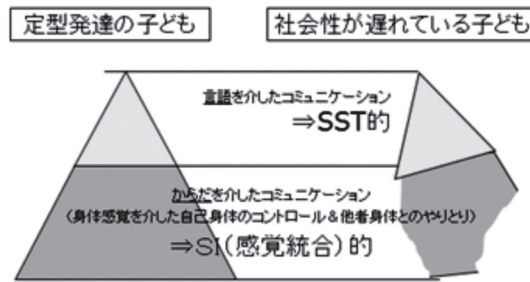 定型発達の子ども
社会性が遅れている子ども
言語を介したコミュニケーション
⇒SST的
からだを介したコミュニケーション
(身体感覚を介した自己身体のコントロール＆他者身体とのやりとり)
⇒SI(感覚統合)的